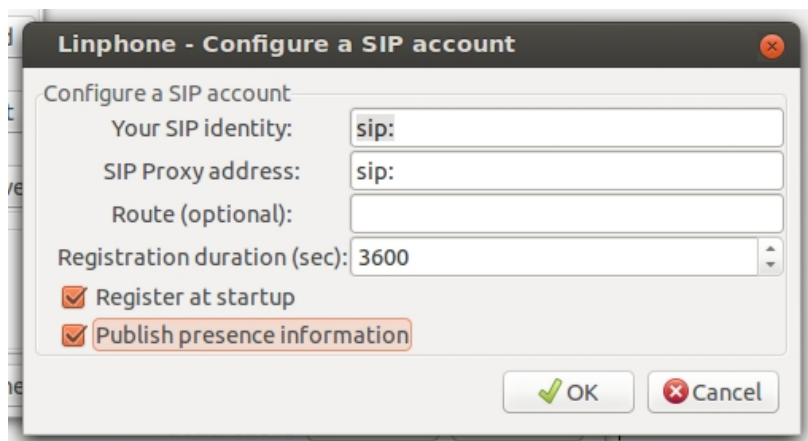 Linphone - Configure a SIP account
Configure a SIP account
Your SIP identity: sip:
SIP Proxy address: sip:
Route (optional):
Registration duration (sec): 3600
Register at startup
Publish presence information
OK Cancel